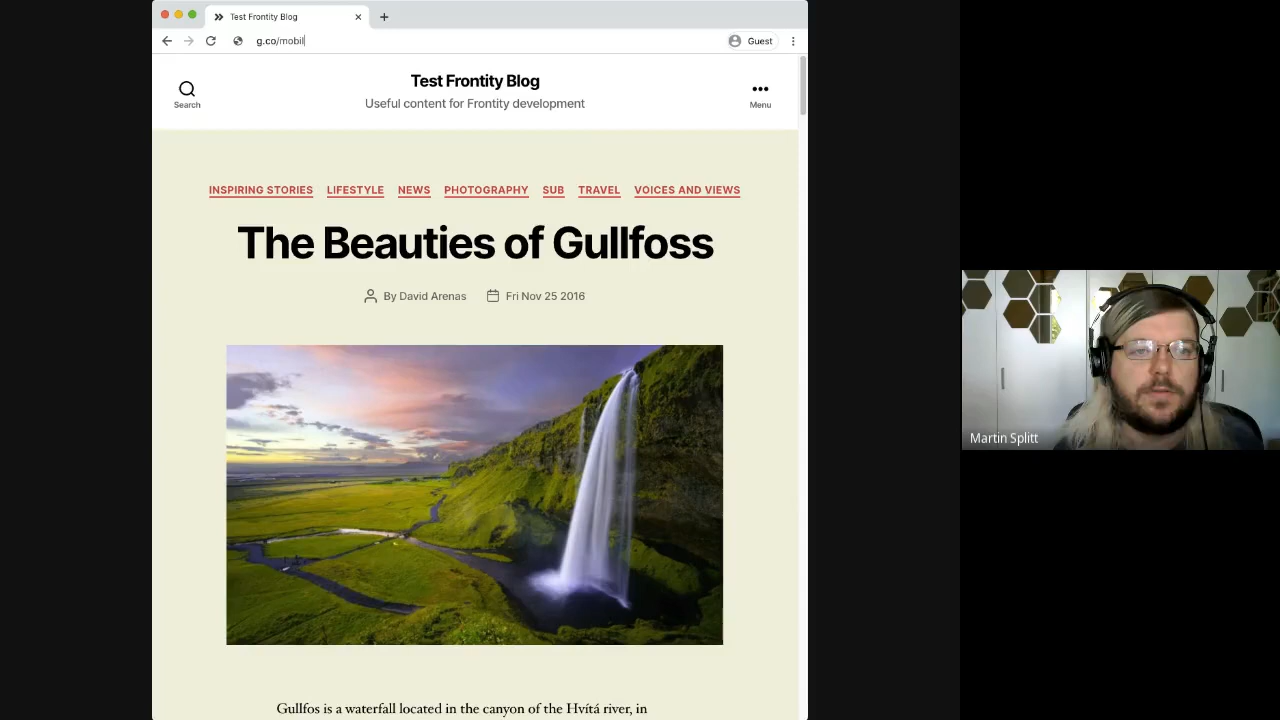 Test Frontity Blog
g.co/mobil
Guest
Search
Test Frontity Blog
Useful content for Frontity development
Menu
INSPIRING STORIES LIFESTYLE NEWS PHOTOGRAPHY SUB TRAVEL VOICES AND VIEWS
The Beauties of Gullfoss
By David Arenas Fri Nov 25 2016
Gullfos is a waterfall located in the canyon of the Hvítá river, in
Martin Splitt